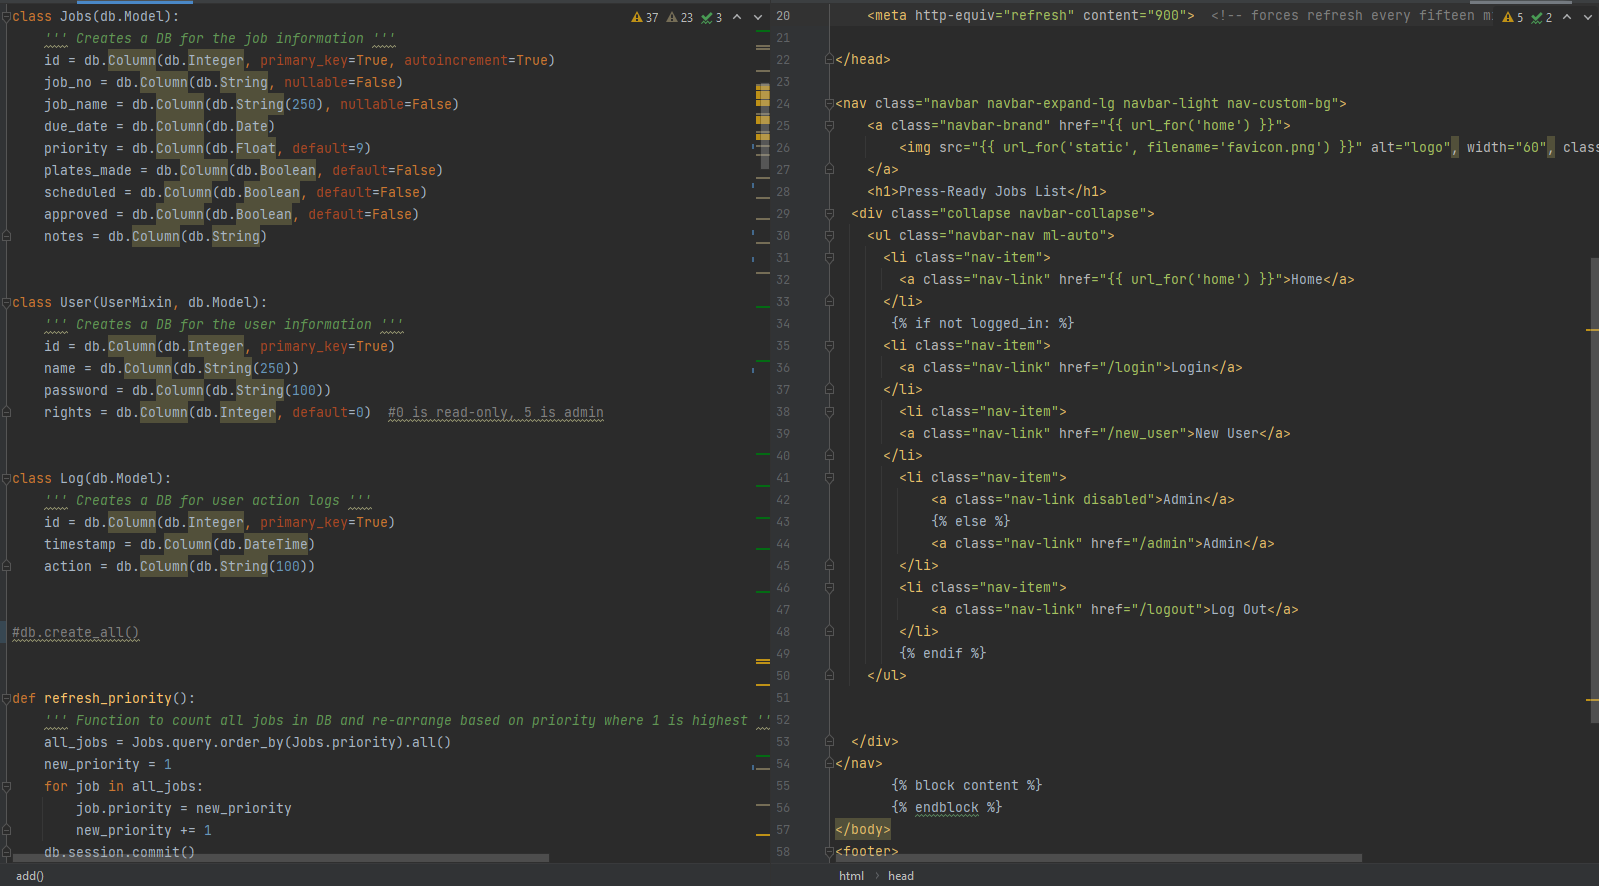 class Jobs(db.Model):
''' Creates a DB for the job information '''
id = db.Column(db.Integer, primary_key=True, autoincrement=True)
job_no = db.Column(db.String, nullable=False)
job_name = db.Column(db.String(250), nullable=False)
due_date = db.Column(db.Date)
priority = db.Column(db.Float, default=9)
plates_made = db.Column(db.Boolean, default=False)
scheduled = db.Column(db.Boolean, default=False)
approved = db.Column(db.Boolean, default=False)
notes = db.Column(db.String)
class User(UserMixin, db.Model):
''' Creates a DB for the user information '''
id = db.Column(db.Integer, primary_key=True)
name = db.Column(db.String(250))
password = db.Column(db.String(100))
rights = db.Column(db.Integer, default=0)  #0 is read-only, 5 is admin
class Log(db.Model):
''' Creates a DB for user action logs '''
id = db.Column(db.Integer, primary_key=True)
timestamp = db.Column(db.DateTime)
action = db.Column(db.String(100))
#db.create_all()
def refresh_priority():
''' Function to count all jobs in DB and re-arrange based on priority where 1 is highest ''
all_jobs = Jobs.query.order_by(Jobs.priority).all()
new_priority = 1
for job in all_jobs:
job.priority = new_priority
new_priority += 1
db.session.commit()
add()
37 23 3
20 <meta http-equiv="refresh" content="900">  <!-- forces refresh every fifteen m
5 2
21
22 </head>
23
24 <nav class="navbar navbar-expand-lg navbar-light nav-custom-bg">
25 <a class="navbar-brand" href="{{ url_for('home') }}">
26 <img src="{{ url_for('static', filename='favicon.png') }}" alt="logo", width="60", clas
27 </a>
28 <h1>Press-Ready Jobs List</h1>
29 <div class="collapse navbar-collapse">
30 <ul class="navbar-nav ml-auto">
31 <li class="nav-item">
32 <a class="nav-link" href="{{ url_for('home') }}">Home</a>
33 </li>
34 {% if not logged_in: %}
35 <li class="nav-item">
36 <a class="nav-link" href="/login">Login</a>
37 </li>
38 <li class="nav-item">
39 <a class="nav-link" href="/new_user">New User</a>
40 </li>
41 <li class="nav-item">
42 <a class="nav-link disabled">Admin</a>
43 {% else %}
44 <a class="nav-link" href="/admin">Admin</a>
45 </li>
46 <li class="nav-item">
47 <a class="nav-link" href="/logout">Log Out</a>
48 </li>
49 {% endif %}
50 </ul>
51
52
53 </div>
54 </nav>
55 {% block content %}
56 {% endblock %}
57 </body>
58 <footer>
html › head